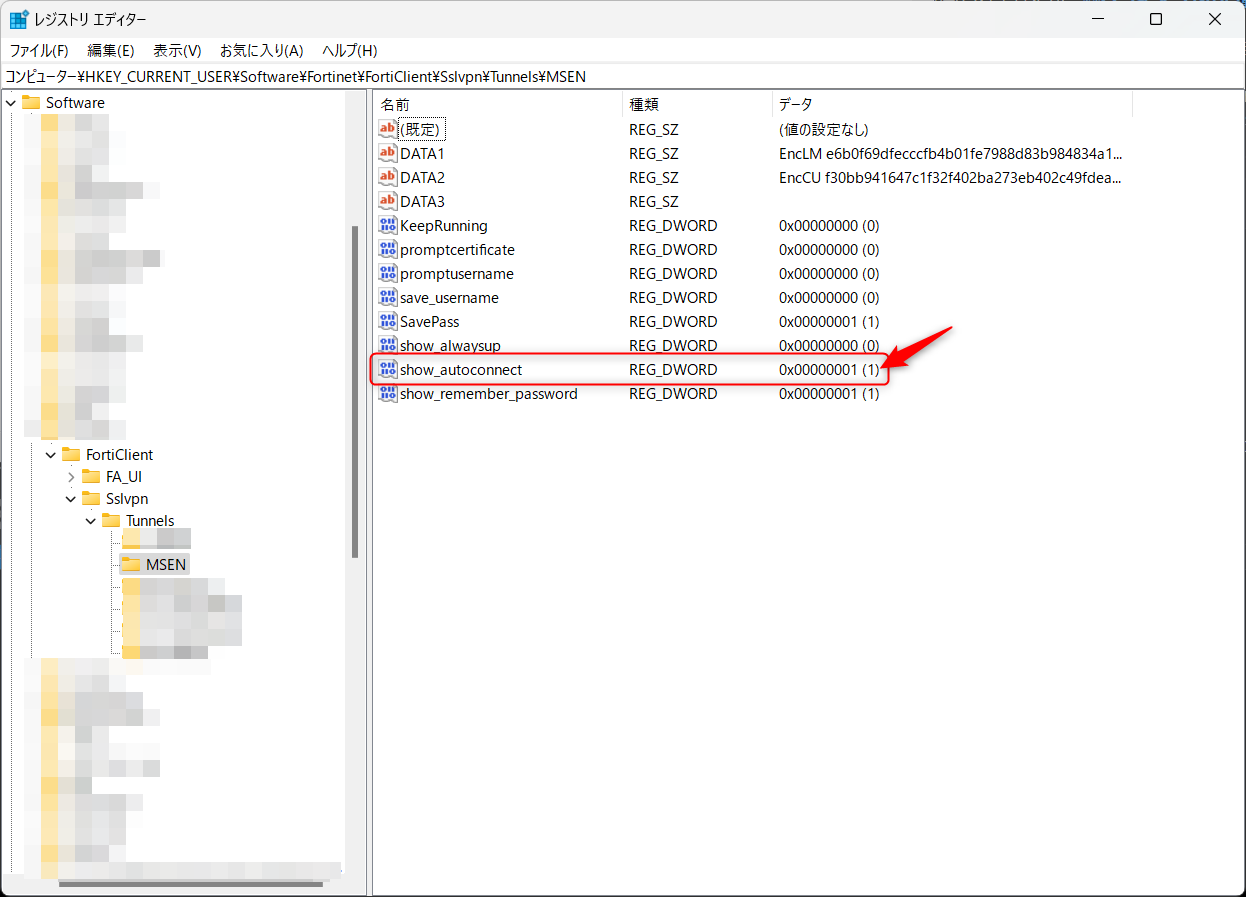 レジストリ エディター
ファイル(F) 編集(E) 表示(V) お気に入り(A) ヘルプ(H)
コンピューター¥HKEY_CURRENT_USER¥Software¥Fortinet¥FortiClient¥Sslvpn¥Tunnels¥MSEN
Software
FortiClient
FA_UI
Sslvpn
Tunnels
MSEN
名前 種類 データ
(既定) REG_SZ (値の設定なし)
DATA1 REG_SZ EncLM e6b0f69dfecccfb4b01fe7988d83b984834a1...
DATA2 REG_SZ EncCU f30bb941647c1f32f402ba273eb402c49fdea...
DATA3 REG_SZ
KeepRunning REG_DWORD 0x00000000 (0)
promptcertificate REG_DWORD 0x00000000 (0)
promptusername REG_DWORD 0x00000000 (0)
save_username REG_DWORD 0x00000000 (0)
SavePass REG_DWORD 0x00000001 (1)
show_alwaysup REG_DWORD 0x00000000 (0)
show_autoconnect REG_DWORD 0x00000001 (1)
show_remember_password REG_DWORD 0x00000001 (1)